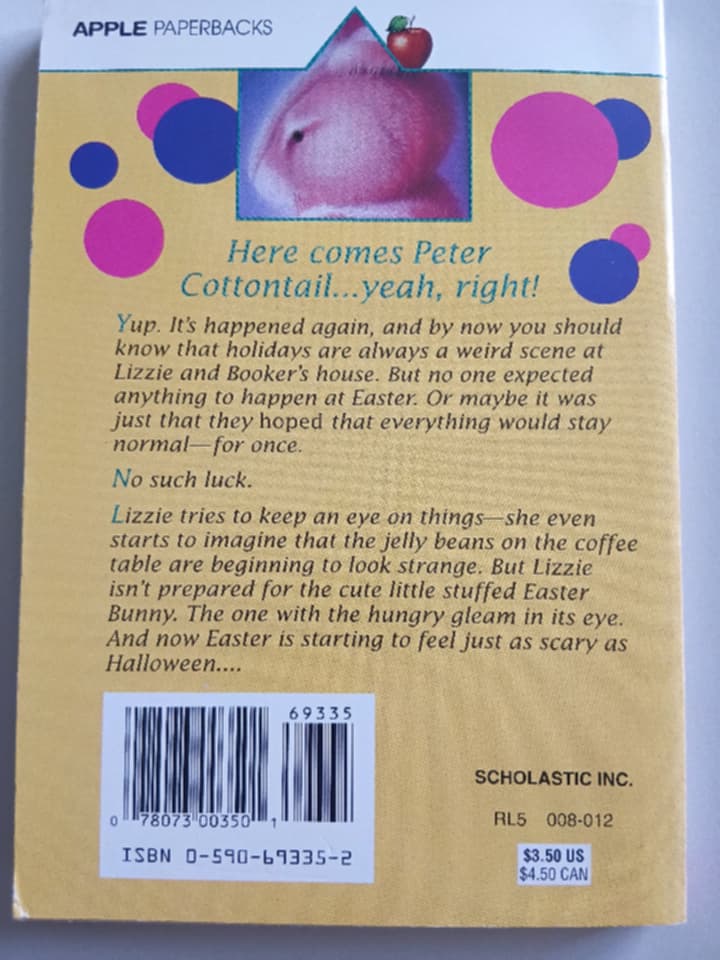 APPLE PAPERBACKS
Here comes Peter
Cottontail...yeah, right!
Yup. It's happened again, and by now you should
know that holidays are always a weird scene at
Lizzie and Booker's house. But no one expected
anything to happen at Easter. Or maybe it was
just that they hoped that everything would stay
normal—for once.
No such luck.
Lizzie tries to keep an eye on things—she even
starts to imagine that the jelly beans on the coffee
table are beginning to look strange. But Lizzie
isn't prepared for the cute little stuffed Easter
Bunny. The one with the hungry gleam in its eye.
And now Easter is starting to feel just as scary as
Halloween....
69335
0 78073 00350 1
ISBN 0-590-69335-2
SCHOLASTIC INC.
RL5 008-012
$3.50 US
$4.50 CAN